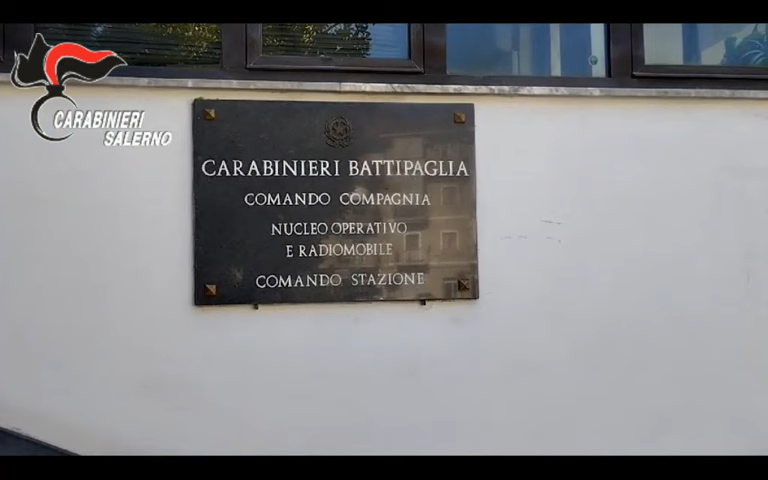 CARABINIERI
SALERNO
CARABINIERI BATTIPAGLIA
COMANDO COMPAGNIA
NUCLEO OPERATIVO
E RADIOMOBILE
COMANDO STAZIONE